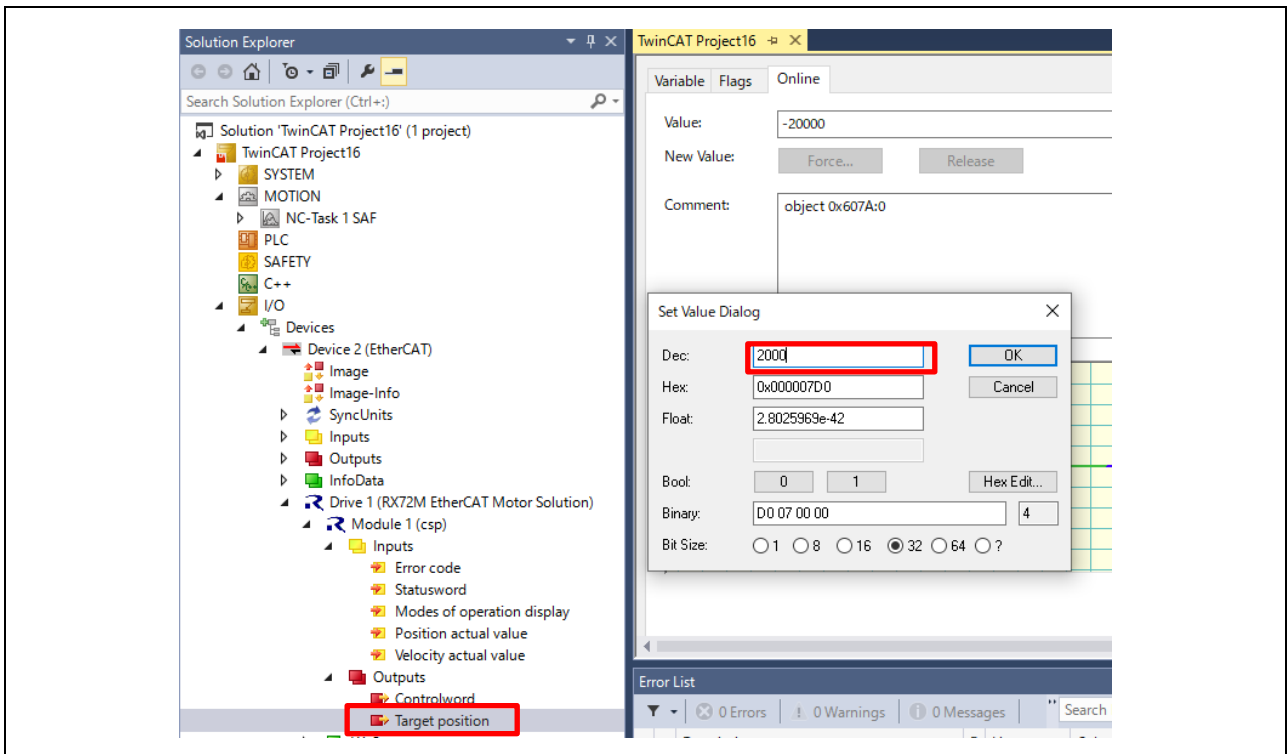 Solution Explorer
Search Solution Explorer (Ctrl+:)
Solution 'TwinCAT Project16' (1 project)
TwinCAT Project16
SYSTEM
MOTION
NC-Task 1 SAF
PLC
SAFETY
C++
I/O
Devices
Device 2 (EtherCAT)
Image
Image-Info
SyncUnits
Inputs
Outputs
InfoData
Drive 1 (RX72M EtherCAT Motor Solution)
Module 1 (csp)
Inputs
Error code
Statusword
Modes of operation display
Position actual value
Velocity actual value
Outputs
Controlword
Target position
TwinCAT Project16
Variable Flags Online
Value: -20000
New Value: Force... Release
Comment: object 0x607A:0
Set Value Dialog
Dec: 2000 OK
Hex: 0x000007D0 Cancel
Float: 2.8025969e-42
Bool: 0 1 Hex Edit...
Binary: D0 07 00 00 4
Bit Size: 1 8 16 32 64 ?
Error List
0 Errors 0 Warnings 0 Messages Search